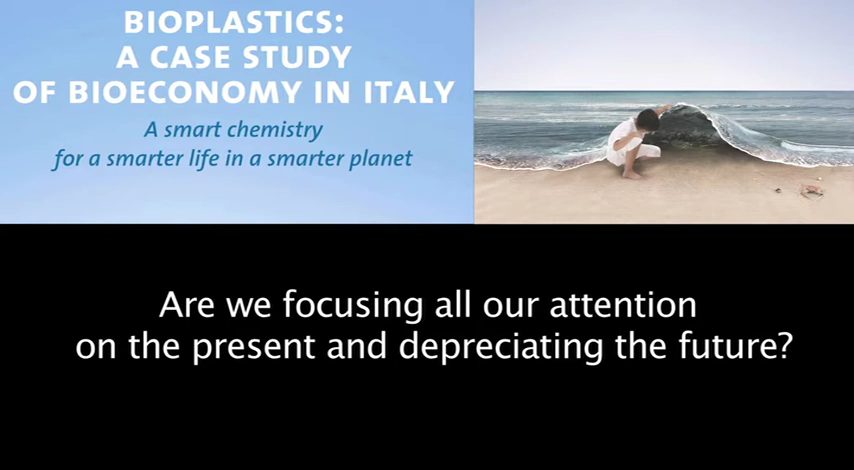 BIOPLASTICS:
A CASE STUDY
OF BIOECONOMY IN ITALY
A smart chemistry
for a smarter life in a smarter planet
Are we focusing all our attention
on the present and depreciating the future?